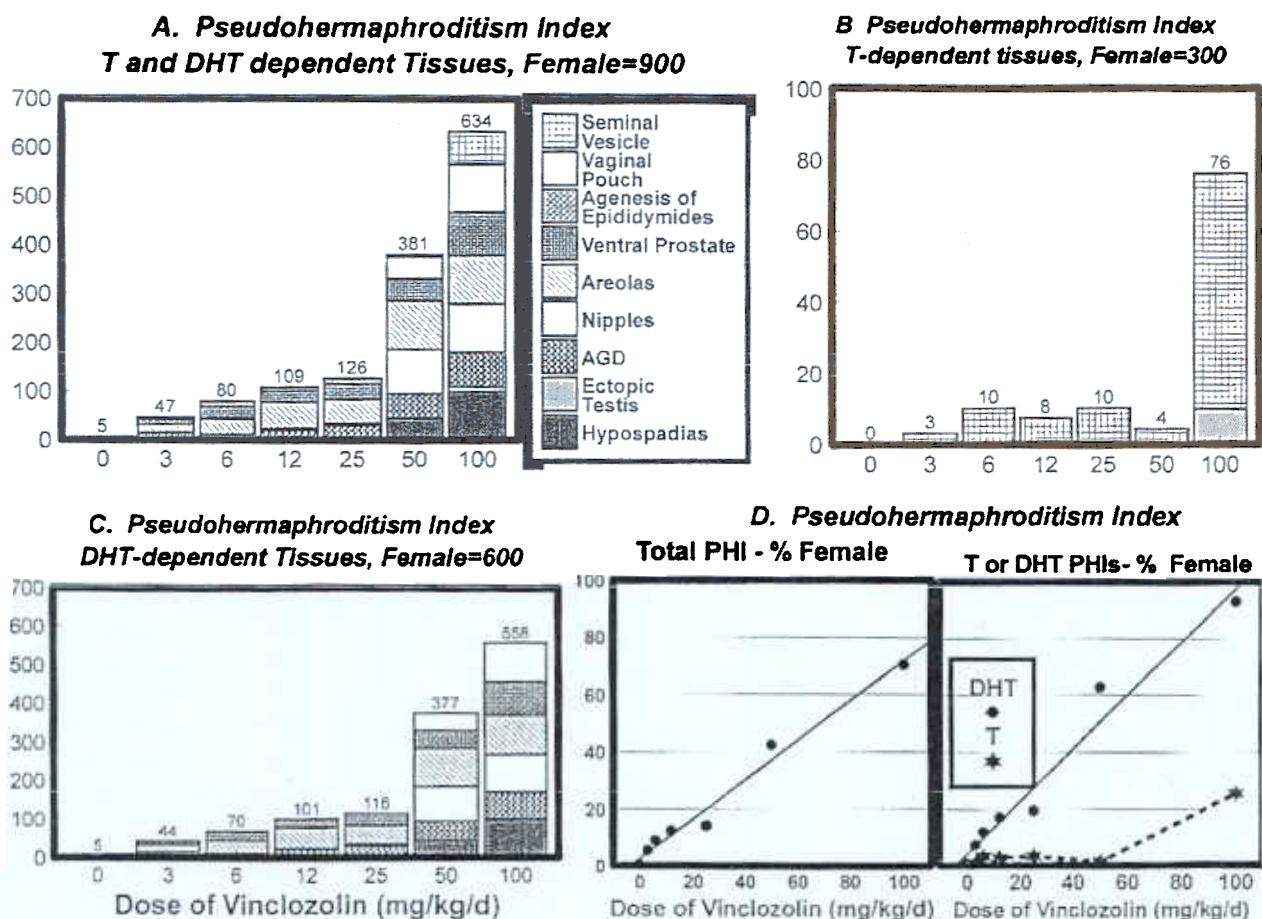 A. Pseudohermaphroditism Index
T and DHT dependent Tissues, Female=900
700
600
500
400
300
200
100
0
5
47
80
109
126
381
634
0
3
6
12
25
50
100
Seminal
Vesicle
Vaginal
Pouch
Agenesis of
Epididymides
Ventral Prostate
Areolas
Nipples
AGD
Ectopic
Testis
Hypospadias
B Pseudohermaphroditism Index
T-dependent tissues, Female=300
100
80
60
40
20
0
0
3
10
8
10
4
76
0
3
6
12
25
50
100
C. Pseudohermaphroditism Index
DHT-dependent Tissues, Female=600
700
600
500
400
300
200
100
0
5
44
70
101
116
377
558
0
3
6
12
25
50
100
Dose of Vinclozolin (mg/kg/d)
D. Pseudohermaphroditism Index
Total PHI - % Female
100
80
60
40
20
0
0 20 40 60 80 100
Dose of Vinclozolin (mg/kg/d)
T or DHT PHIs- % Female
DHT
T
0 20 40 60 80 100
Dose of Vinclozolin (mg/kg/d)